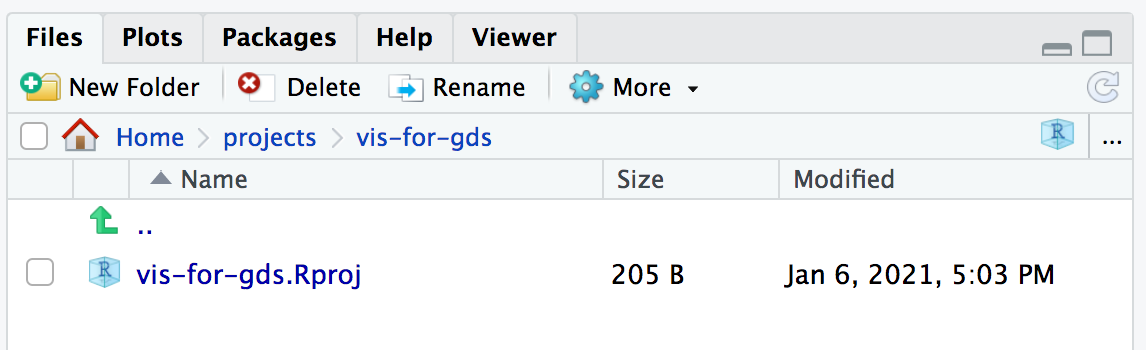 Files Plots Packages Help Viewer
New Folder Delete Rename More
Home projects vis-for-gds R ...
Name Size Modified
..
R vis-for-gds.Rproj 205 B Jan 6, 2021, 5:03 PM